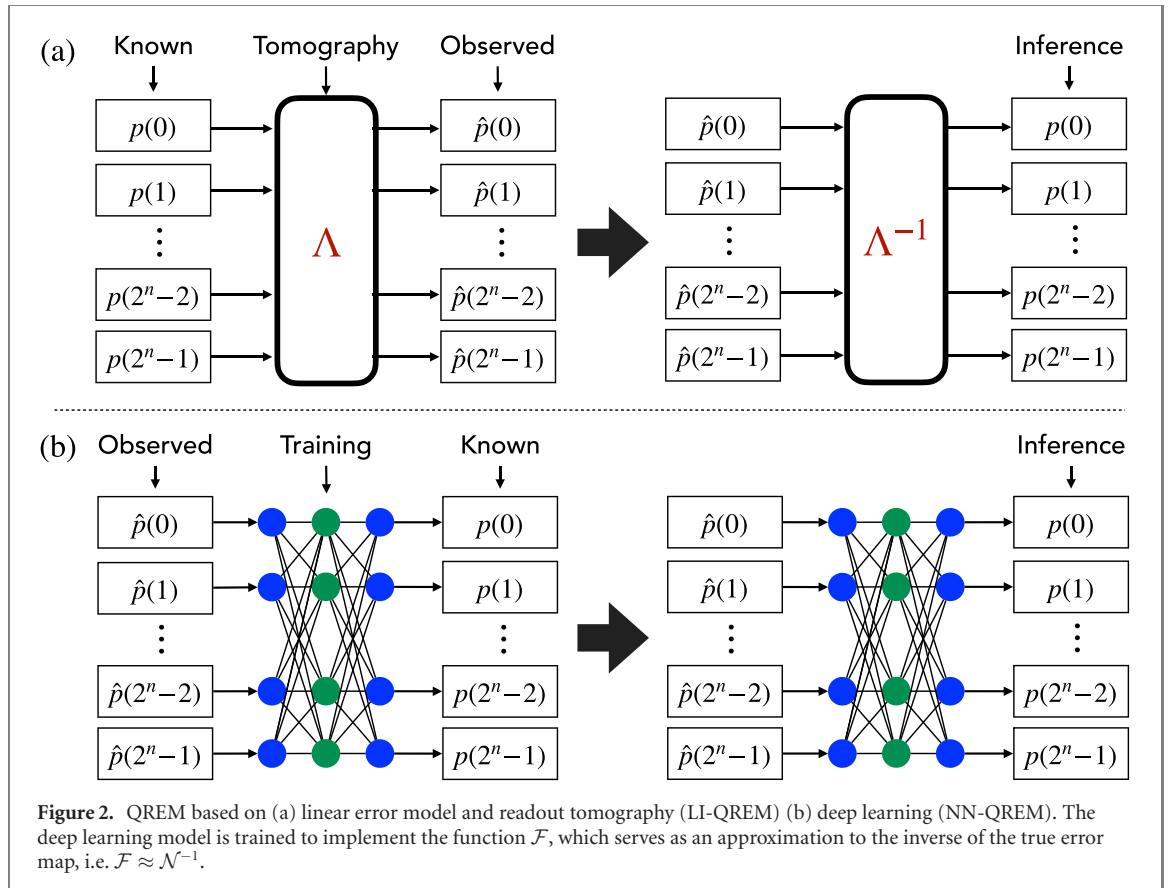 (a) Known Tomography Observed Inference
p(0) p̂(0) p̂(0) p(0)
p(1) p̂(1) p̂(1) p(1)
⋮ Λ ⋮ ⋮ Λ⁻¹ ⋮
p(2ⁿ−2) p̂(2ⁿ−2) p̂(2ⁿ−2) p(2ⁿ−2)
p(2ⁿ−1) p̂(2ⁿ−1) p̂(2ⁿ−1) p(2ⁿ−1)
(b) Observed Training Known Inference
p̂(0) p(0) p̂(0) p(0)
p̂(1) p(1) p̂(1) p(1)
⋮ ⋮ ⋮ ⋮
p̂(2ⁿ−2) p(2ⁿ−2) p̂(2ⁿ−2) p(2ⁿ−2)
p̂(2ⁿ−1) p(2ⁿ−1) p̂(2ⁿ−1) p(2ⁿ−1)
Figure 2. QREM based on (a) linear error model and readout tomography (LI-QREM) (b) deep learning (NN-QREM). The
deep learning model is trained to implement the function ℱ, which serves as an approximation to the inverse of the true error
map, i.e. ℱ ≈ 𝒩⁻¹.